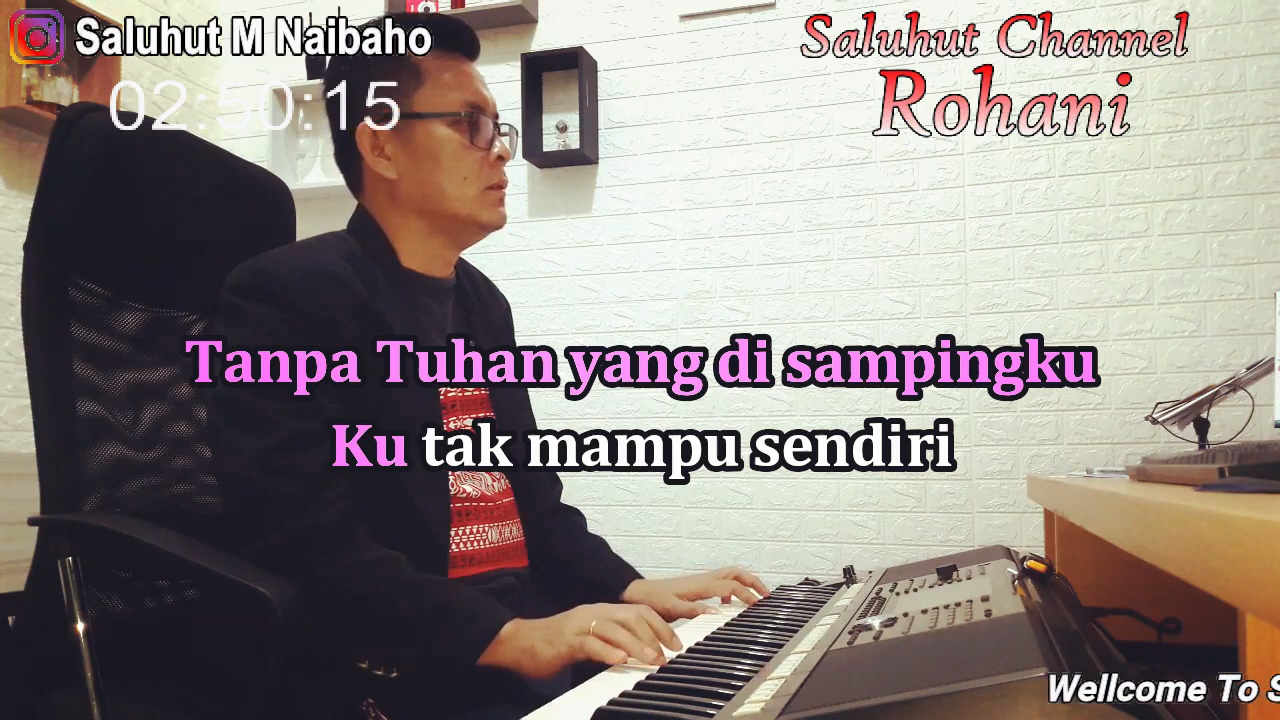 Saluhut M Naibaho
Saluhut Channel
Rohani
02:50:15
Tanpa Tuhan yang di sampingku
Ku tak mampu sendiri
Wellcome To S